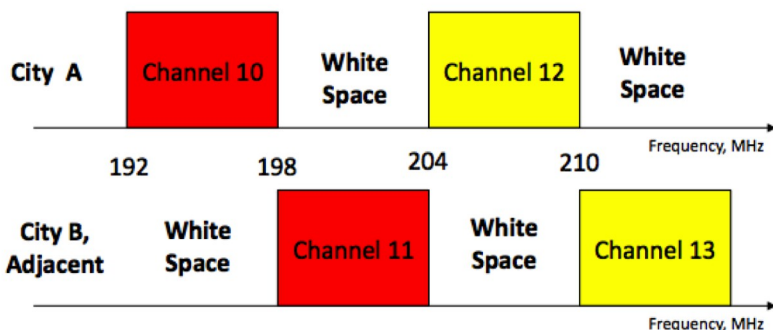 City A
Channel 10
White
Space
Channel 12
White
Space
Frequency, MHz
192
198
204
210
City B,
Adjacent
White
Space
Channel 11
White
Space
Channel 13
Frequency, MHz